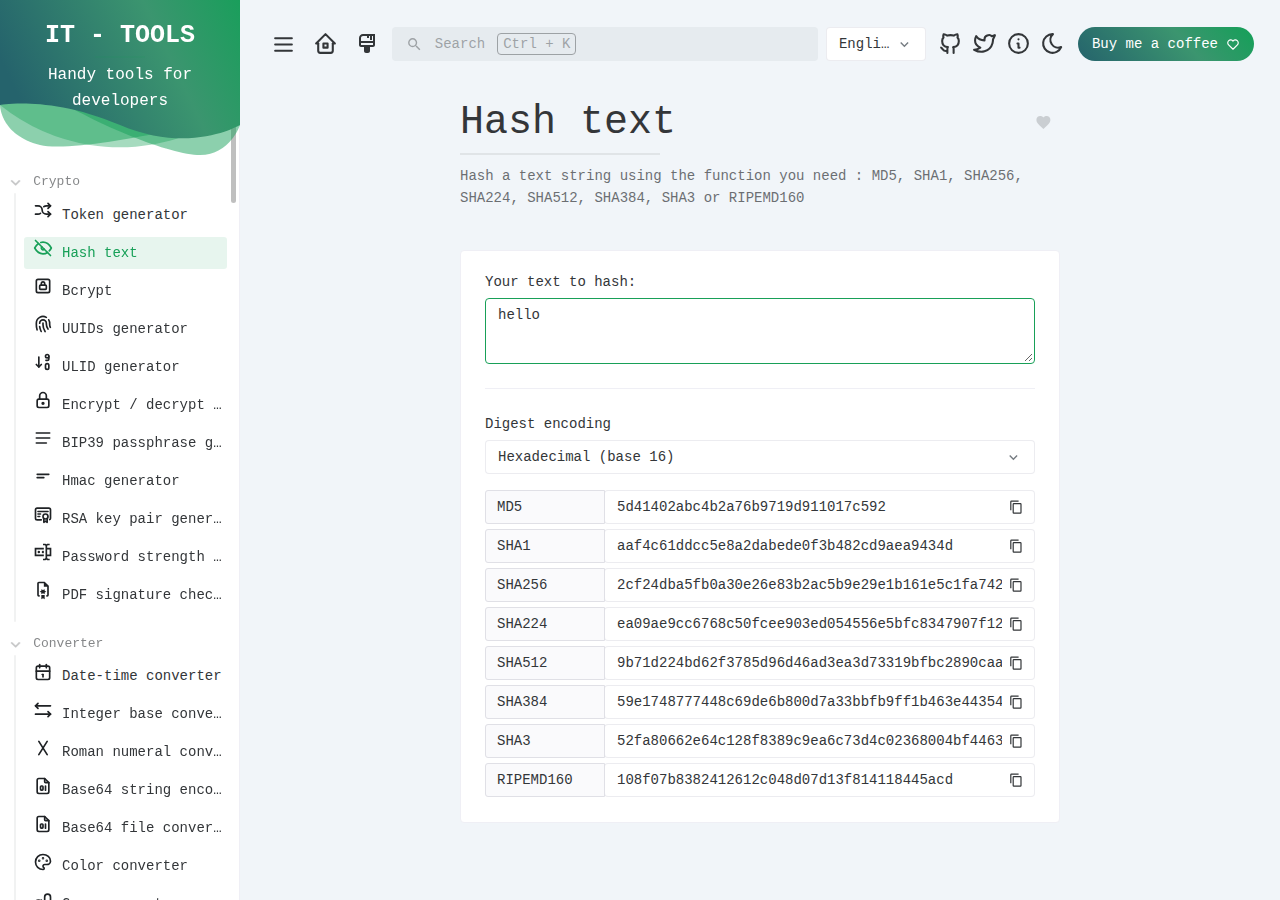 IT - TOOLS
Handy tools for
developers
Crypto
Token generator
Hash text
Bcrypt
UUIDs generator
ULID generator
Encrypt / decrypt …
BIP39 passphrase g…
Hmac generator
RSA key pair gener…
Password strength …
PDF signature chec…
Converter
Date-time converter
Integer base conve…
Roman numeral conv…
Base64 string enco…
Base64 file conver…
Color converter
Search Ctrl + K
Engli…
Buy me a coffee
Hash text
Hash a text string using the function you need : MD5, SHA1, SHA256,
SHA224, SHA512, SHA384, SHA3 or RIPEMD160
Your text to hash:
hello
Digest encoding
Hexadecimal (base 16)
MD5 5d41402abc4b2a76b9719d911017c592
SHA1 aaf4c61ddcc5e8a2dabede0f3b482cd9aea9434d
SHA256 2cf24dba5fb0a30e26e83b2ac5b9e29e1b161e5c1fa742
SHA224 ea09ae9cc6768c50fcee903ed054556e5bfc8347907f12
SHA512 9b71d224bd62f3785d96d46ad3ea3d73319bfbc2890caa
SHA384 59e1748777448c69de6b800d7a33bbfb9ff1b463e44354
SHA3 52fa80662e64c128f8389c9ea6c73d4c02368004bf4463
RIPEMD160 108f07b8382412612c048d07d13f814118445acd